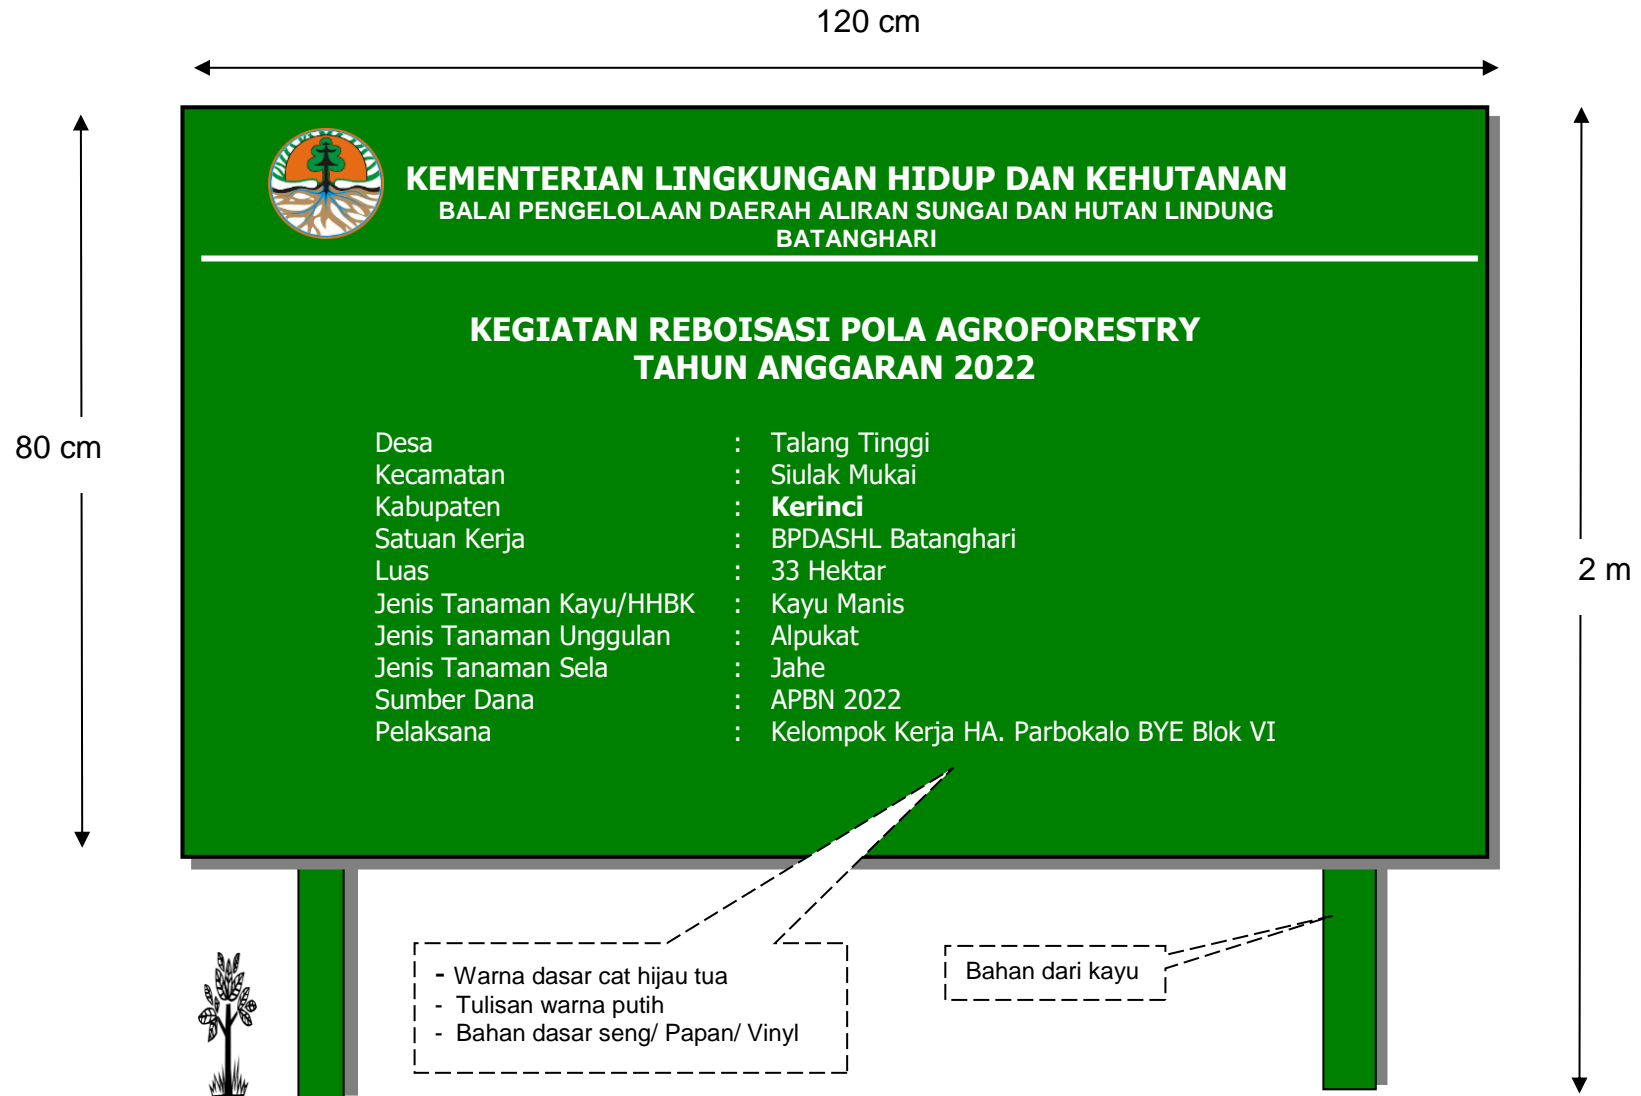 120 cm
KEMENTERIAN LINGKUNGAN HIDUP DAN KEHUTANAN
BALAI PENGELOLAAN DAERAH ALIRAN SUNGAI DAN HUTAN LINDUNG
BATANGHARI
KEGIATAN REBOISASI POLA AGROFORESTRY
TAHUN ANGGARAN 2022
80 cm
Desa : Talang Tinggi
Kecamatan : Siulak Mukai
Kabupaten : Kerinci
Satuan Kerja : BPDASHL Batanghari
Luas : 33 Hektar
Jenis Tanaman Kayu/HHBK : Kayu Manis
Jenis Tanaman Unggulan : Alpukat
Jenis Tanaman Sela : Jahe
Sumber Dana : APBN 2022
Pelaksana : Kelompok Kerja HA. Parbokalo BYE Blok VI
2 m
- Warna dasar cat hijau tua
- Tulisan warna putih
- Bahan dasar seng/ Papan/ Vinyl
Bahan dari kayu